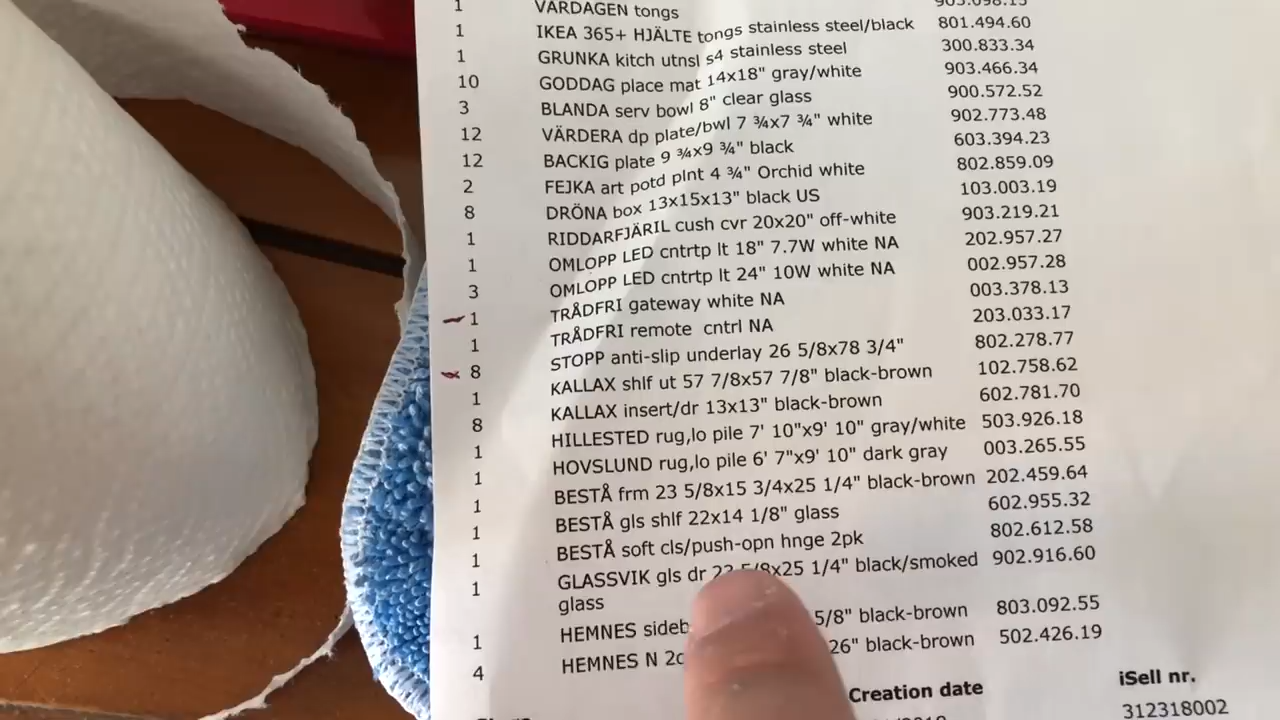 1 VARDAGEN tongs
1 IKEA 365+ HJÄLTE tongs stainless steel/black 801.494.60
1 GRUNKA kitch utnsl s4 stainless steel 300.833.34
10 GODDAG place mat 14x18" gray/white 903.466.34
3 BLANDA serv bowl 8" clear glass 900.572.52
12 VÄRDERA dp plate/bwl 7 ¾x7 ¾" white 902.773.48
12 BACKIG plate 9 ¾x9 ¾" black 603.394.23
2 FEJKA art potd plnt 4 ¾" Orchid white 802.859.09
8 DRÖNA box 13x15x13" black US 103.003.19
1 RIDDARFJÄRIL cush cvr 20x20" off-white 903.219.21
1 OMLOPP LED cntrtp lt 18" 7.7W white NA 202.957.27
3 OMLOPP LED cntrtp lt 24" 10W white NA 002.957.28
1 TRÅDFRI gateway white NA 003.378.13
1 TRÅDFRI remote cntrl NA 203.033.17
8 STOPP anti-slip underlay 26 5/8x78 3/4" 802.278.77
1 KALLAX shlf ut 57 7/8x57 7/8" black-brown 102.758.62
8 KALLAX insert/dr 13x13" black-brown 602.781.70
1 HILLESTED rug,lo pile 7' 10"x9' 10" gray/white 503.926.18
1 HOVSLUND rug,lo pile 6' 7"x9' 10" dark gray 003.265.55
1 BESTÅ frm 23 5/8x15 3/4x25 1/4" black-brown 202.459.64
1 BESTÅ gls shlf 22x14 1/8" glass 602.955.32
1 BESTÅ soft cls/push-opn hnge 2pk 802.612.58
1 GLASSVIK gls dr 22 5/8x25 1/4" black/smoked 902.916.60
glass
1 HEMNES sideb 5/8" black-brown 803.092.55
4 HEMNES N 26" black-brown 502.426.19
Creation date iSell nr.
312318002